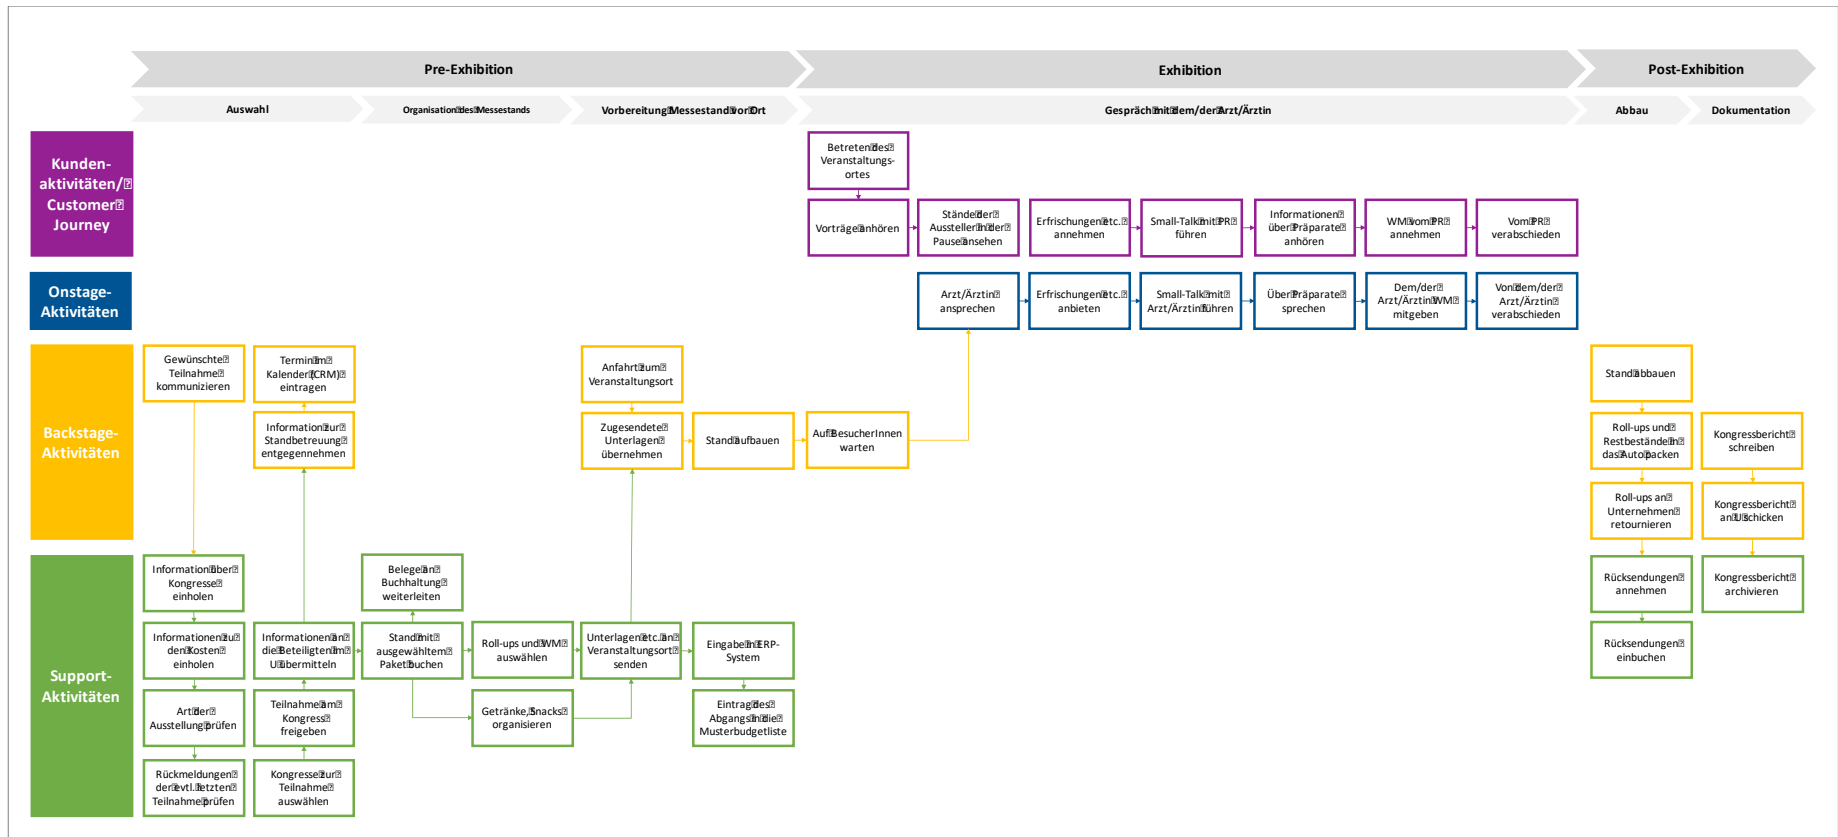 Pre-Exhibition
Exhibition
Post-Exhibition
Auswahl
Organisation des Messestands
Vorbereitung Messestand vor Ort
Gespräch mit dem/der Arzt/Ärztin
Abbau
Dokumentation
Kunden-
aktivitäten/
Customer
Journey
Betreten des
Veranstaltungs-
ortes
Vorträge anhören
Stände der
Aussteller in der
Pause ansehen
Erfrischungen etc.
annehmen
Small-Talk mit PR
führen
Informationen
über Präparate
anhören
WM vom PR
annehmen
Vom PR
verabschieden
Onstage-
Aktivitäten
Arzt/Ärztin
ansprechen
Erfrischungen etc.
anbieten
Small-Talk mit
Arzt/Ärztin führen
Über Präparate
sprechen
Dem/der
Arzt/Ärztin WM
mitgeben
Von dem/der
Arzt/Ärztin
verabschieden
Backstage-
Aktivitäten
Gewünschte
Teilnahme
kommunizieren
Termin im
Kalender (CRM)
eintragen
Anfahrt zum
Veranstaltungsort
Stand abbauen
Information zur
Standbetreuung
entgegennehmen
Zugesendete
Unterlagen
übernehmen
Stand aufbauen
Auf BesucherInnen
warten
Roll-ups und
Restbestände in
das Auto packen
Kongressbericht
schreiben
Roll-ups an
Unternehmen
retournieren
Kongressbericht
an U schicken
Support-
Aktivitäten
Information über
Kongresse
einholen
Belege an
Buchhaltung
weiterleiten
Rücksendungen
annehmen
Kongressbericht
archivieren
Informationen zu
den Kosten
einholen
Informationen an
die Beteiligten im
U übermitteln
Stand mit
ausgewähltem
Paket buchen
Roll-ups und WM
auswählen
Unterlagen etc. an
Veranstaltungsort
senden
Eingabe in ERP-
System
Rücksendungen
einbuchen
Art der
Ausstellung prüfen
Teilnahme am
Kongress
freigeben
Getränke, Snacks
organisieren
Eintrag des
Abgangs in die
Musterbudgetliste
Rückmeldungen
der evtl. letzten
Teilnahme prüfen
Kongresse zur
Teilnahme
auswählen